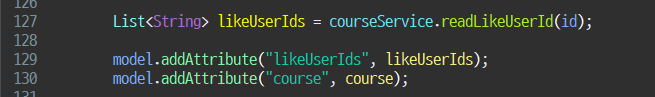 126
127 List<String> likeUserIds = courseService.readLikeUserId(id);
128
129 model.addAttribute("likeUserIds", likeUserIds);
130 model.addAttribute("course", course);
131